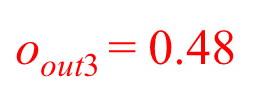 o_out3 = 0.48